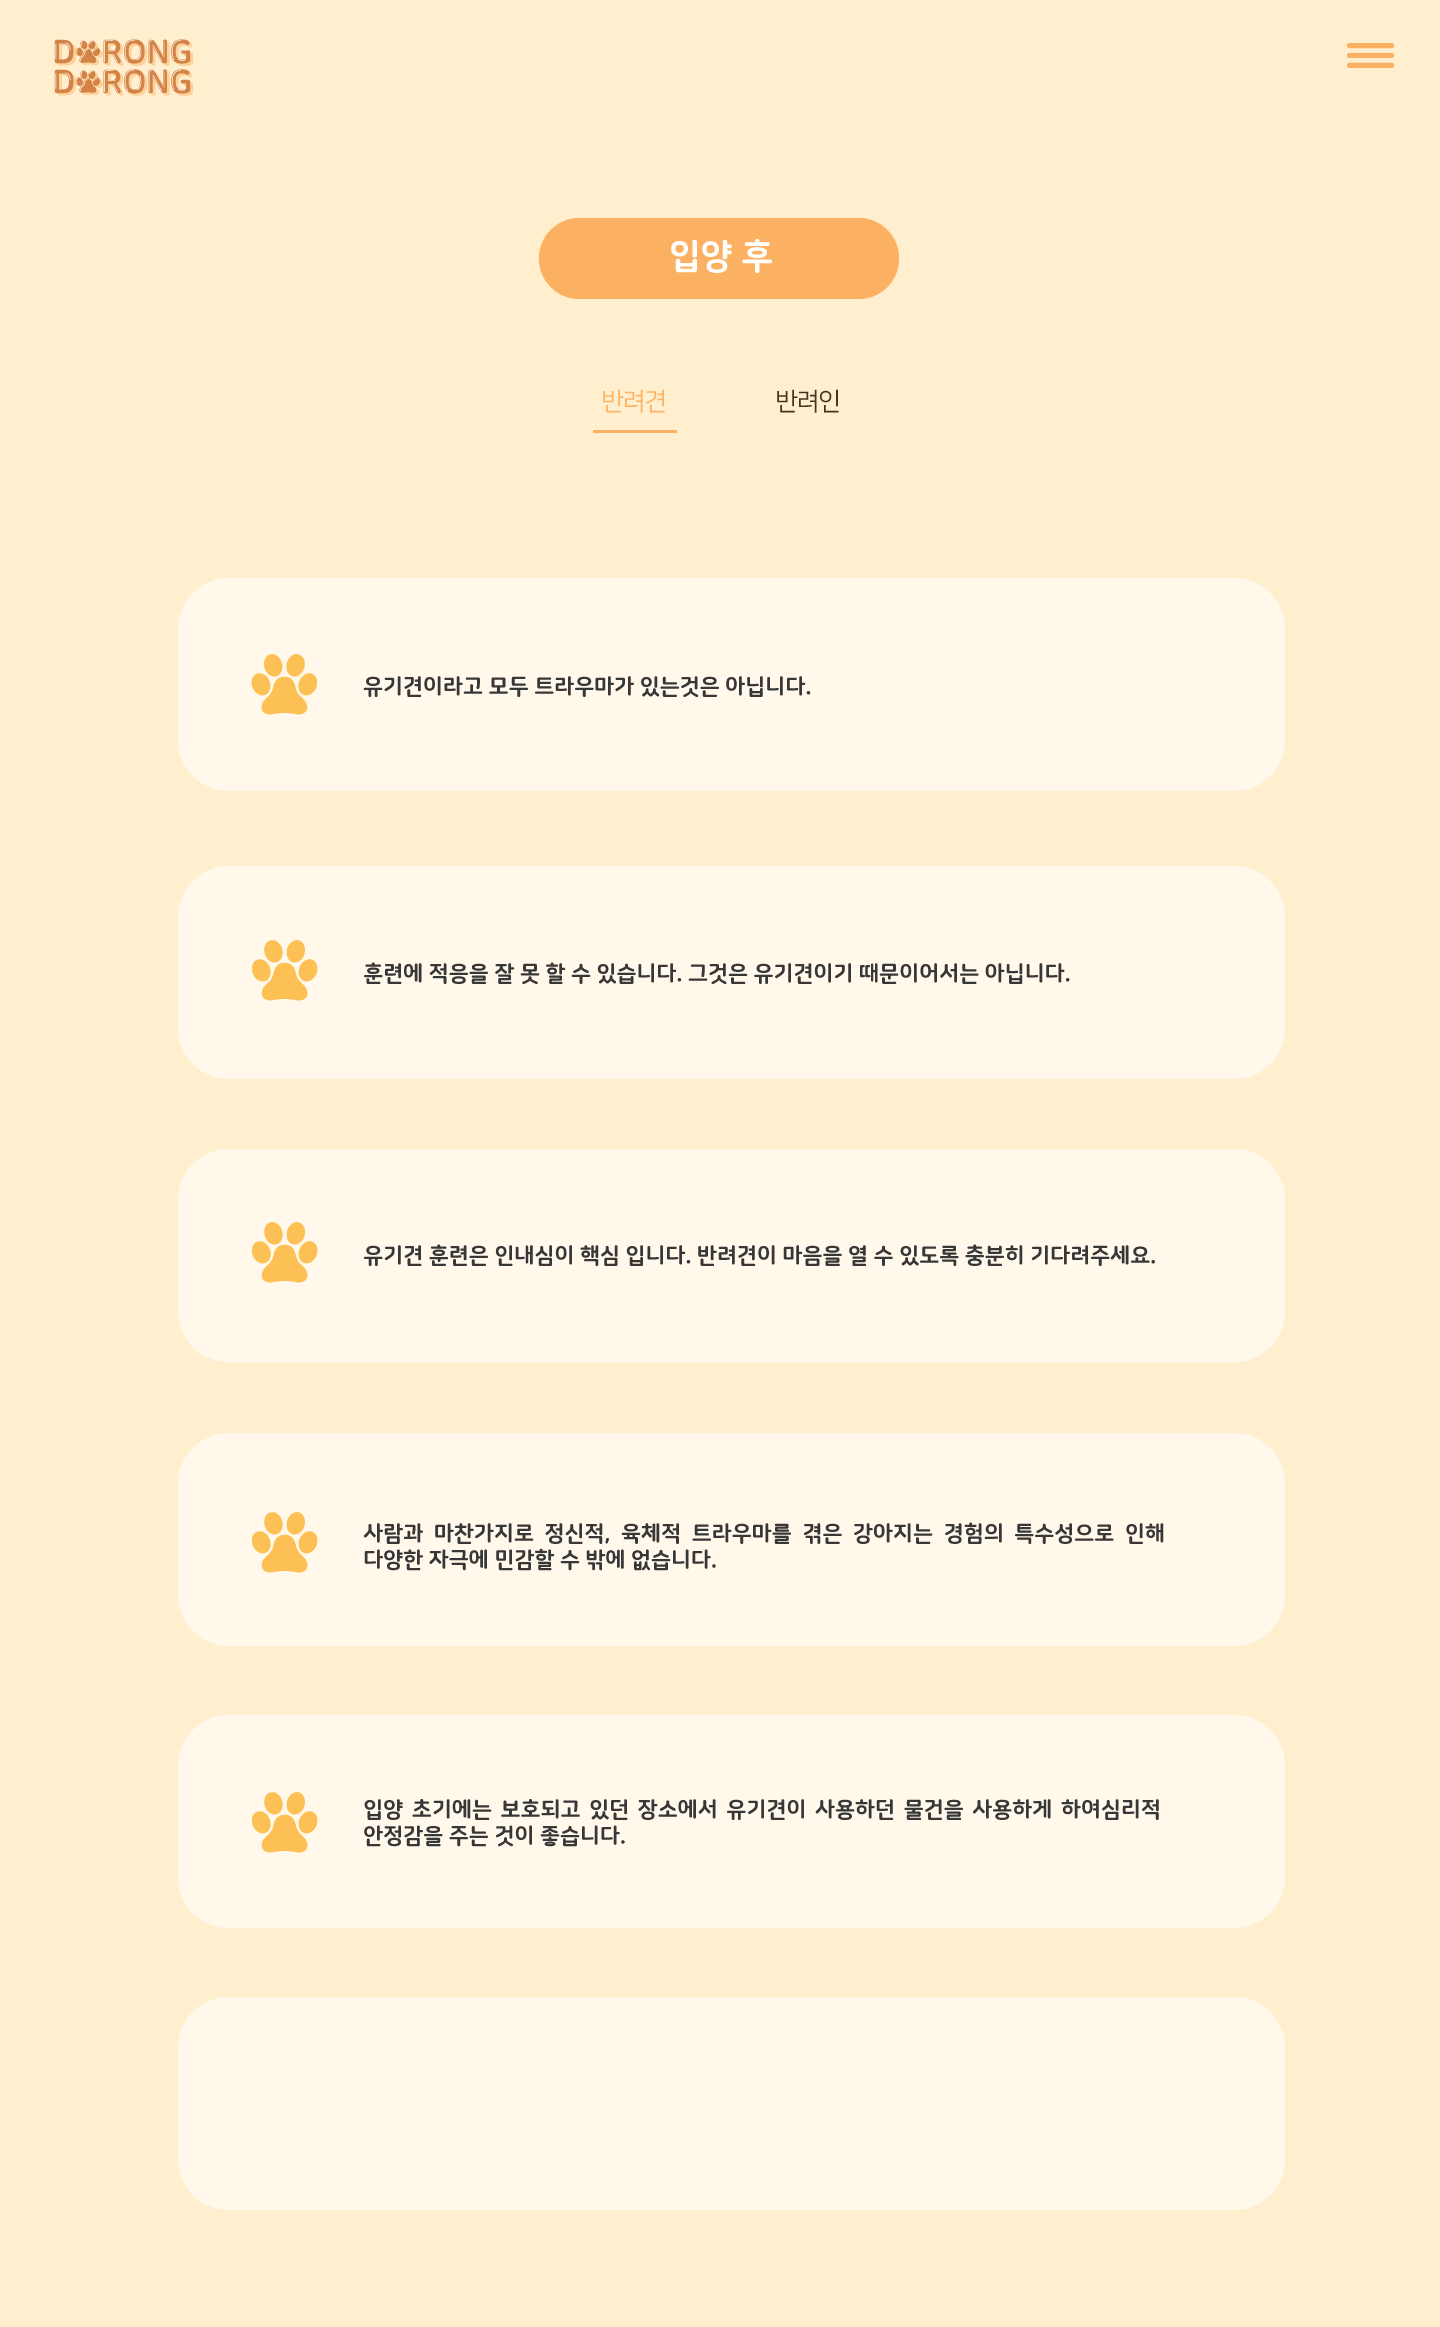 DORONG
DORONG
입양 후
반려견 반려인
유기견이라고 모두 트라우마가 있는것은 아닙니다.
훈련에 적응을 잘 못 할 수 있습니다. 그것은 유기견이기 때문이어서는 아닙니다.
유기견 훈련은 인내심이 핵심 입니다. 반려견이 마음을 열 수 있도록 충분히 기다려주세요.
사람과 마찬가지로 정신적, 육체적 트라우마를 겪은 강아지는 경험의 특수성으로 인해
다양한 자극에 민감할 수 밖에 없습니다.
입양 초기에는 보호되고 있던 장소에서 유기견이 사용하던 물건을 사용하게 하여심리적
안정감을 주는 것이 좋습니다.